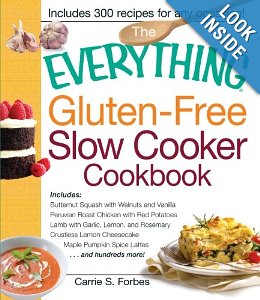 Includes 300 recipes for any o
LOOK
INSIDE!
The
EVERYTHING
Gluten-Free
Slow Cooker
Cookbook
Includes:
Butternut Squash with Walnuts and Vanilla
Peruvian Roast Chicken with Red Potatoes
Lamb with Garlic, Lemon, and Rosemary
Crustless Lemon Cheesecake
Maple Pumpkin Spice Lattes
. . . and hundreds more!
Carrie S. Forbes